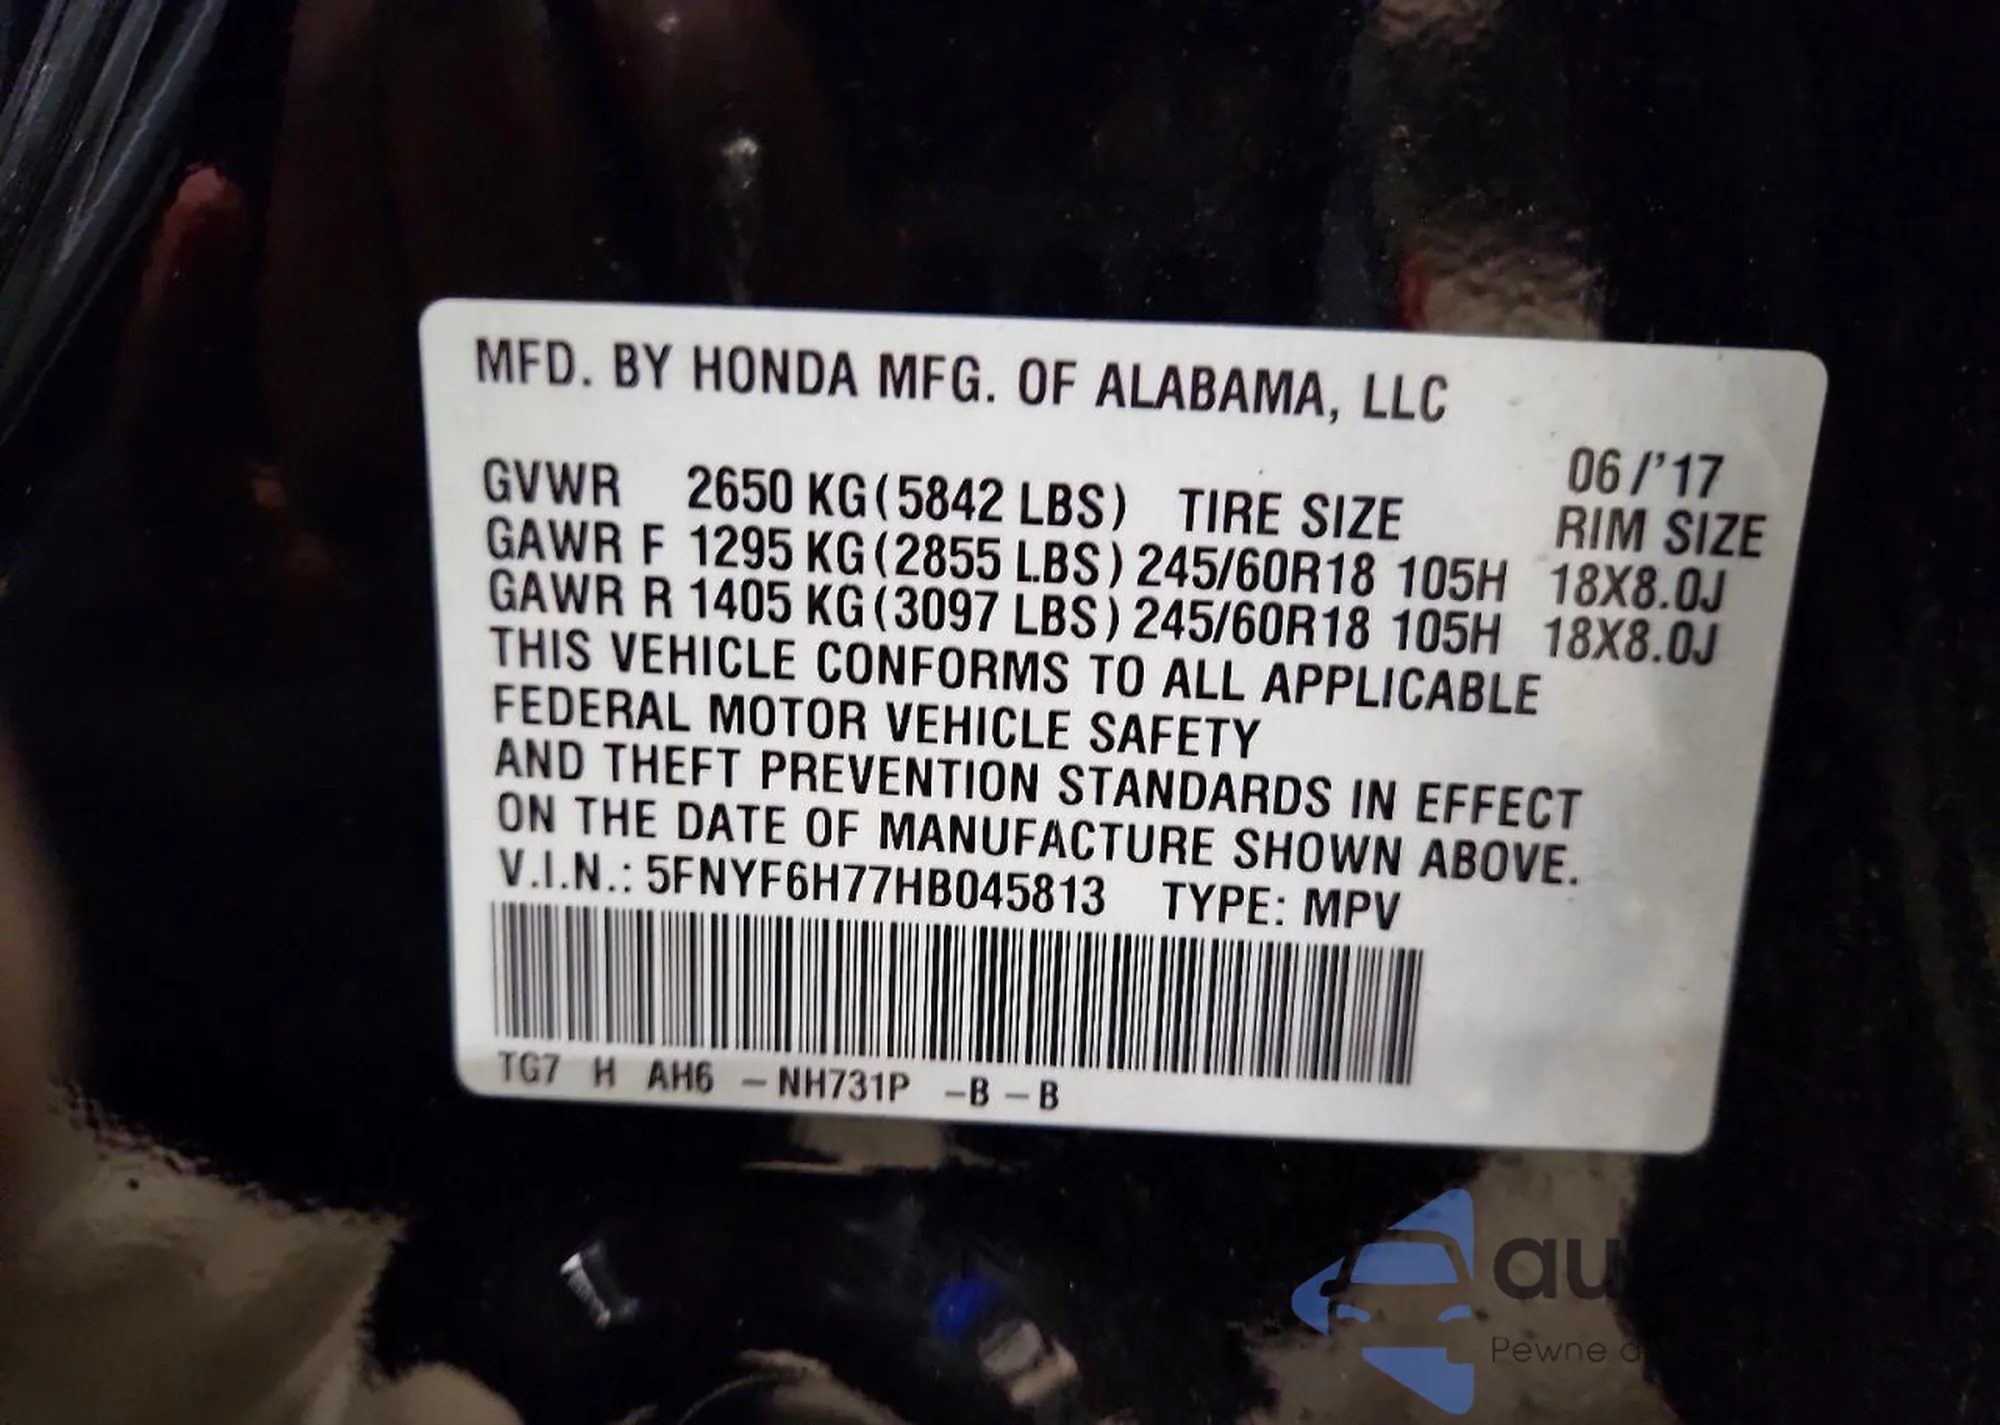 MFD. BY HONDA MFG. OF ALABAMA, LLC
06/'17
GVWR 2650 KG(5842 LBS) TIRE SIZE RIM SIZE
GAWR F 1295 KG(2855 LBS) 245/60R18 105H 18X8.0J
GAWR R 1405 KG(3097 LBS) 245/60R18 105H 18X8.0J
THIS VEHICLE CONFORMS TO ALL APPLICABLE
FEDERAL MOTOR VEHICLE SAFETY
AND THEFT PREVENTION STANDARDS IN EFFECT
ON THE DATE OF MANUFACTURE SHOWN ABOVE.
V.I.N.: 5FNYF6H77HB045813 TYPE: MPV
TG7 H AH6 – NH731P –B – B
Pewne